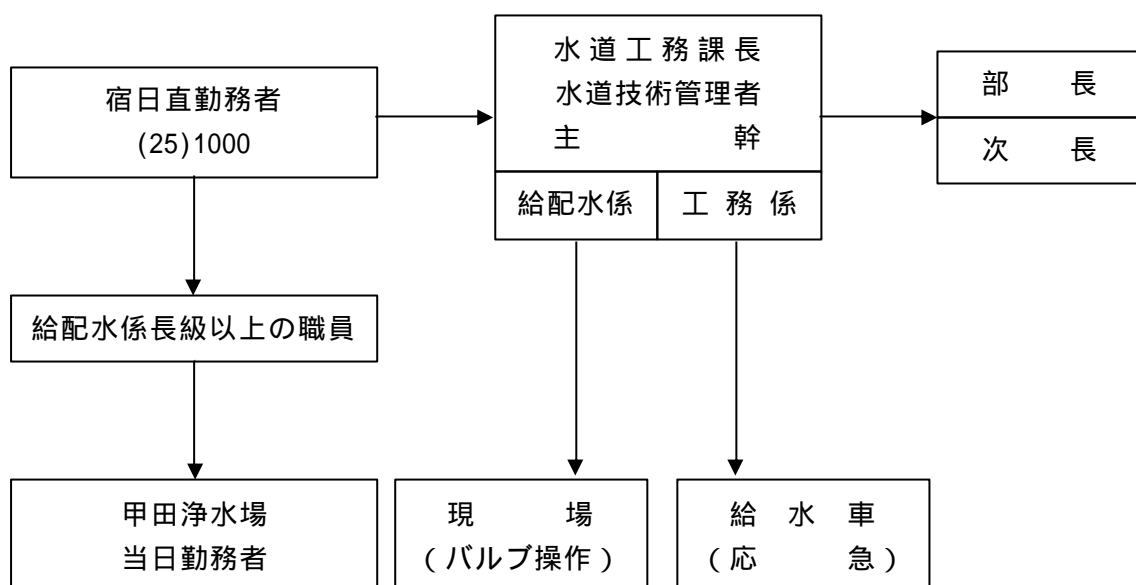 宿日直勤務者
(25)1000
水道工務課長
水道技術管理者
主幹
給配水係
工務係
部長
次長
給配水係長級以上の職員
甲田浄水場
当日勤務者
現場
(バルブ操作)
給水車
(応急)